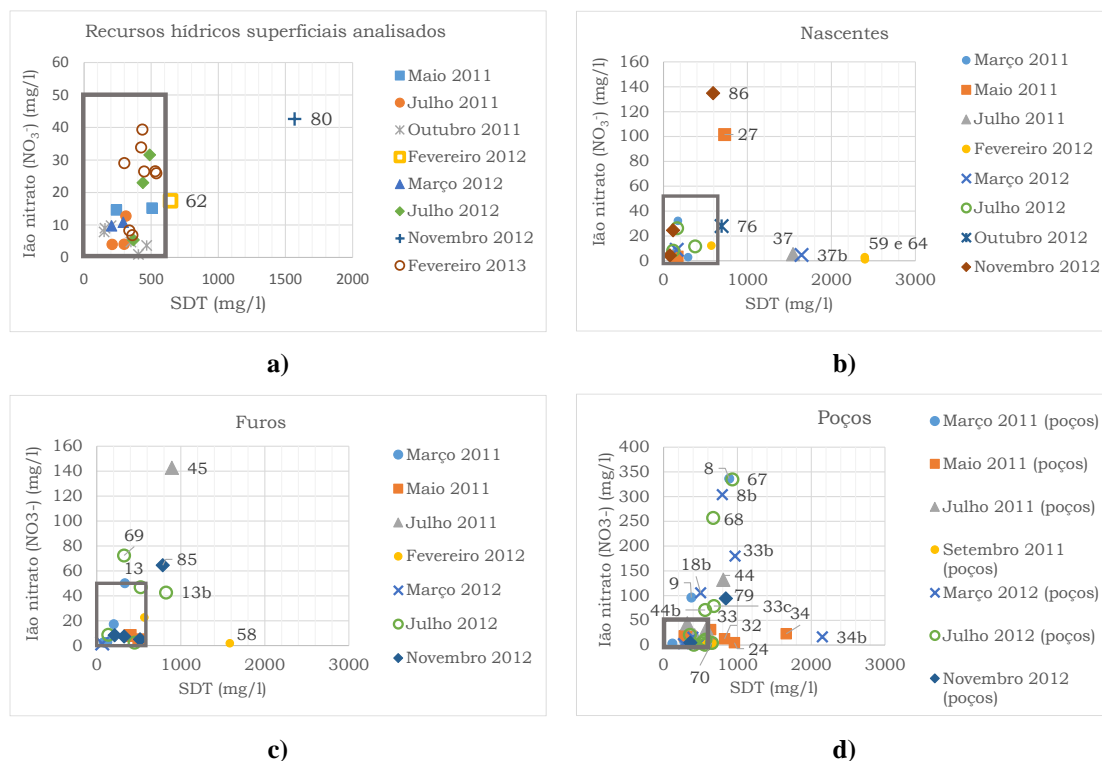 Recursos hídricos superficiais analisados
Ião nitrato (NO₃⁻) (mg/l)
60
50
40
30
20
10
0
0 500 1000 1500 2000
SDT (mg/l)
80
62
Maio 2011
Julho 2011
Outubro 2011
Fevereiro 2012
Março 2012
Julho 2012
Novembro 2012
Fevereiro 2013
a)
Nascentes
Ião nitrato (NO₃⁻) (mg/l)
160
140
120
100
80
60
40
20
0
0 1000 2000 3000
SDT (mg/l)
86
27
76
37
37b
59 e 64
Março 2011
Maio 2011
Julho 2011
Fevereiro 2012
Março 2012
Julho 2012
Outubro 2012
Novembro 2012
b)
Furos
Ião nitrato (NO3-) (mg/l)
160
140
120
100
80
60
40
20
0
0 1000 2000 3000
SDT (mg/l)
45
69
13
85
13b
58
Março 2011
Maio 2011
Julho 2011
Fevereiro 2012
Março 2012
Julho 2012
Novembro 2012
c)
Poços
Ião nitrato (NO3-) (mg/l)
400
350
300
250
200
150
100
50
0
0 1000 2000 3000
SDT (mg/l)
8
67
8b
68
33b
18b
44
9
79
33c
44b
33
32
34
34b
24
70
Março 2011 (poços)
Maio 2011 (poços)
Julho 2011 (poços)
Setembro 2011
(poços)
Março 2012 (poços)
Julho 2012 (poços)
Novembro 2012
(poços)
d)